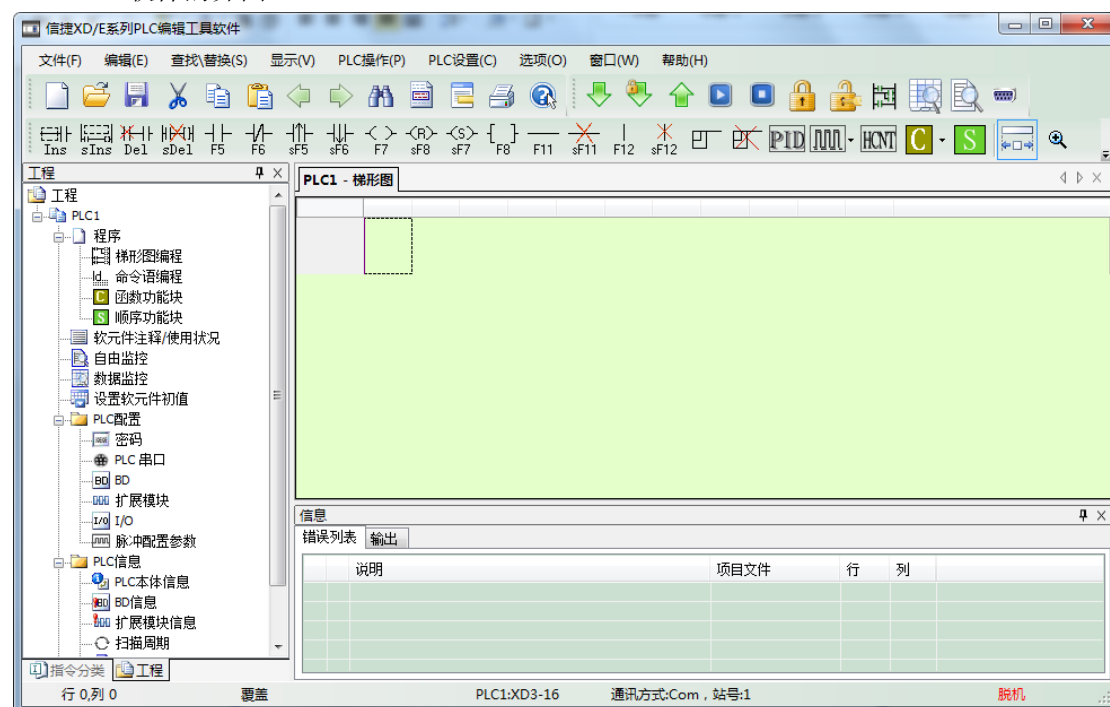 信捷XD/E系列PLC编辑工具软件
文件(F) 编辑(E) 查找\替换(S) 显示(V) PLC操作(P) PLC设置(C) 选项(O) 窗口(W) 帮助(H)
Ins sIns Del sDel F5 F6 sF5 sF6 <> F7 <R> sF8 <S> sF7 F8 F11 sF11 F12 sF12 PID HCNT C S
工程
PLC1 - 梯形图
工程
PLC1
程序
梯形图编程
命令语编程
C 函数功能块
S 顺序功能块
软元件注释/使用状况
自由监控
数据监控
设置软元件初值
PLC配置
密码
PLC 串口
BD BD
扩展模块
I/O I/O
脉冲配置参数
PLC信息
PLC本体信息
BD BD信息
扩展模块信息
扫描周期
指令分类 工程
信息
错误列表 输出
说明 项目文件 行 列
行 0,列 0 覆盖 PLC1:XD3-16 通讯方式:Com，站号:1 脱机